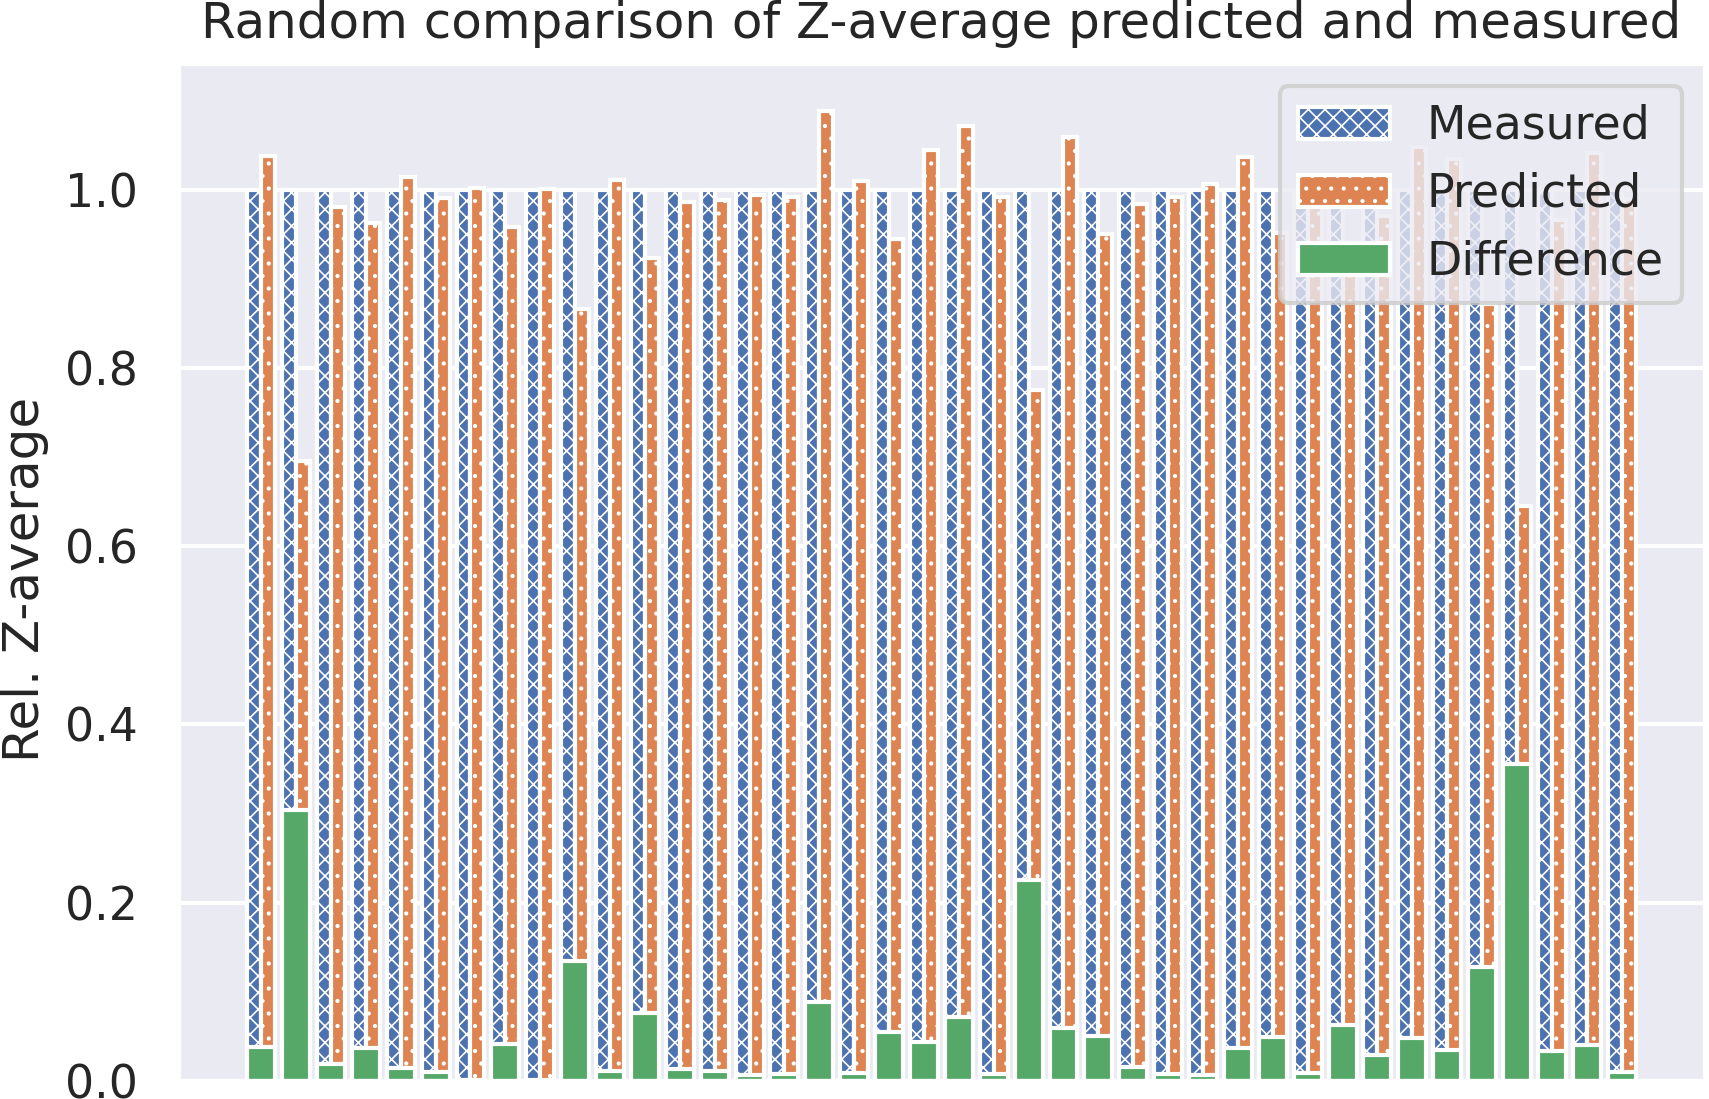 Random comparison of Z-average predicted and measured
Measured
Predicted
Difference
Rel. Z-average
1.0
0.8
0.6
0.4
0.2
0.0